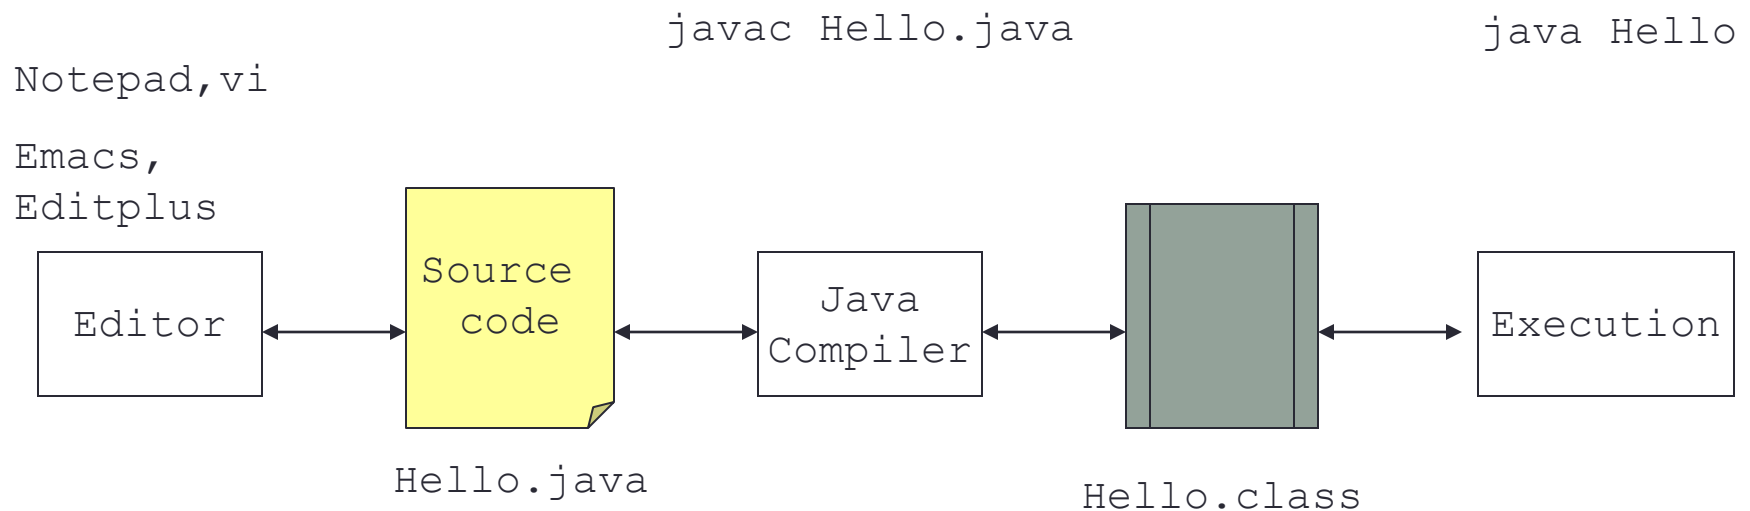 javac Hello.java
java Hello
Notepad,vi
Emacs,
Editplus
Editor
Source
code
Java
Compiler
Execution
Hello.java
Hello.class